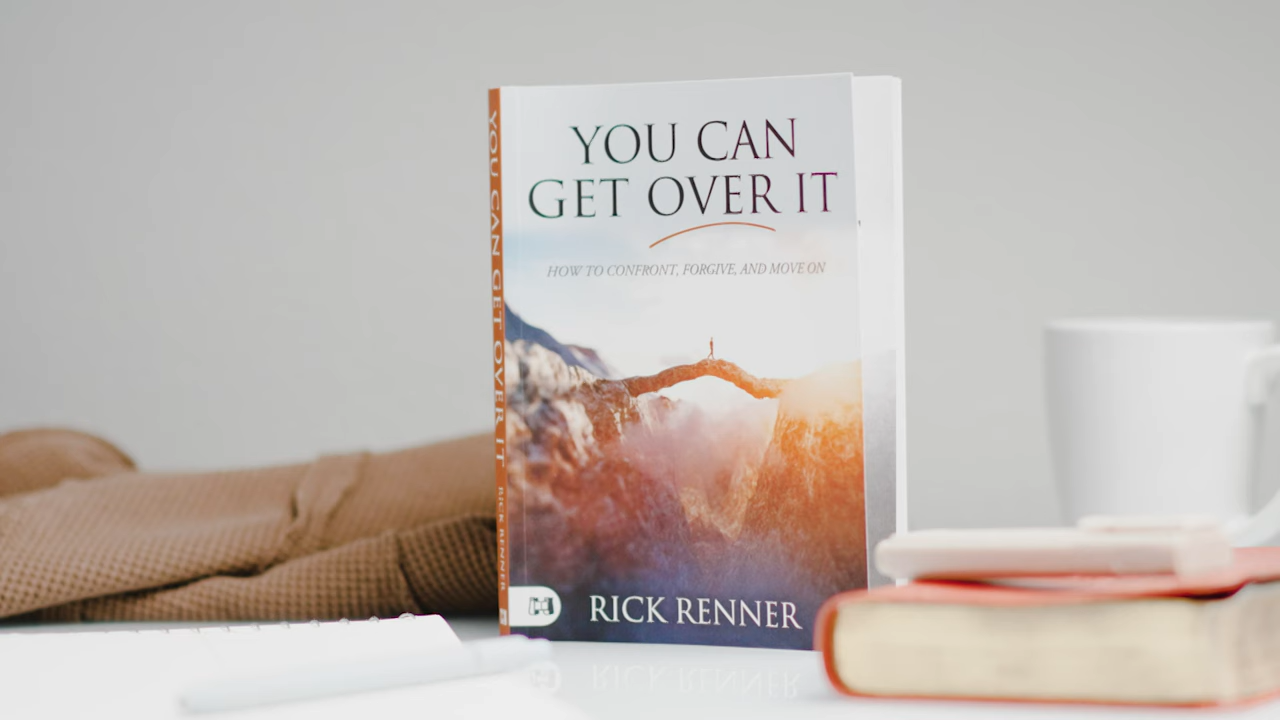 YOU CAN
GET OVER IT
HOW TO CONFRONT, FORGIVE, AND MOVE ON
RICK RENNER
YOU CAN GET OVER IT RICK RENNER